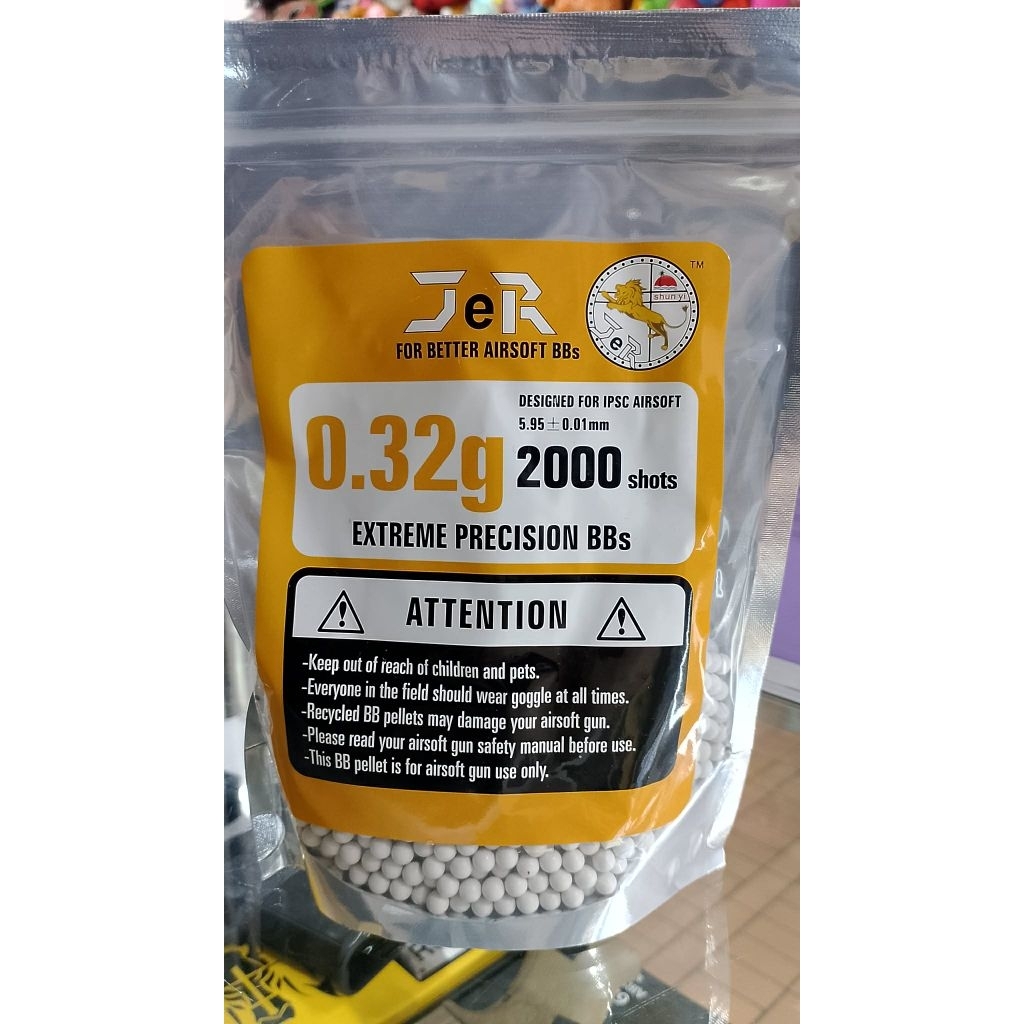 JeR
TM
shun yi
JeR
FOR BETTER AIRSOFT BBs
DESIGNED FOR IPSC AIRSOFT
5.95±0.01mm
0.32g
2000 shots
EXTREME PRECISION BBs
ATTENTION
-Keep out of reach of children and pets.
-Everyone in the field should wear goggle at all times.
-Recycled BB pellets may damage your airsoft gun.
-Please read your airsoft gun safety manual before use.
-This BB pellet is for airsoft gun use only.